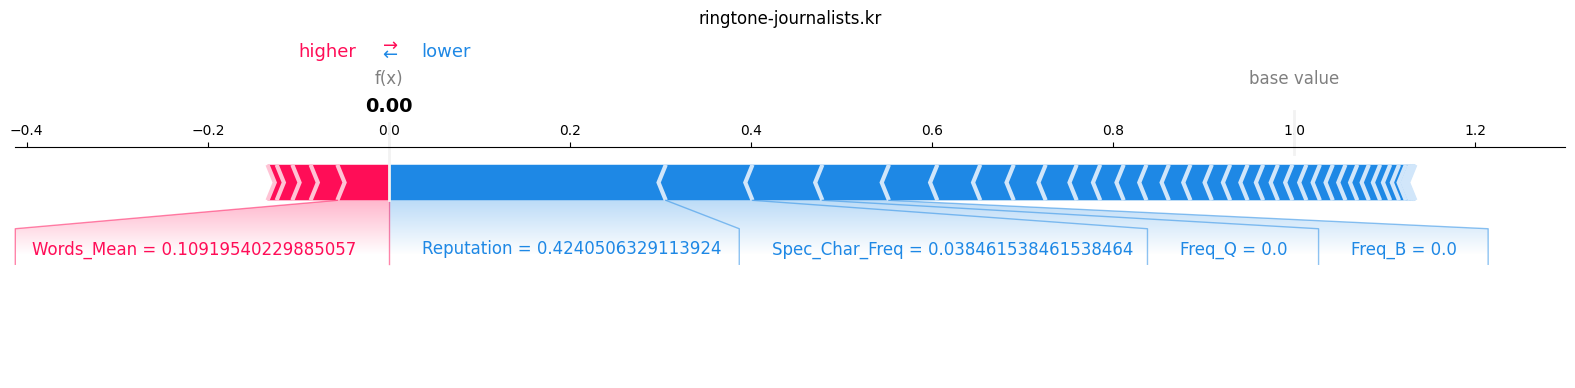 ringtone-journalists.kr
higher ⇄ lower
f(x) base value
0.00
−0.4 −0.2 0.0 0.2 0.4 0.6 0.8 1.0 1.2
Words_Mean = 0.10919540229885057 Reputation = 0.4240506329113924 Spec_Char_Freq = 0.038461538461538464 Freq_Q = 0.0 Freq_B = 0.0